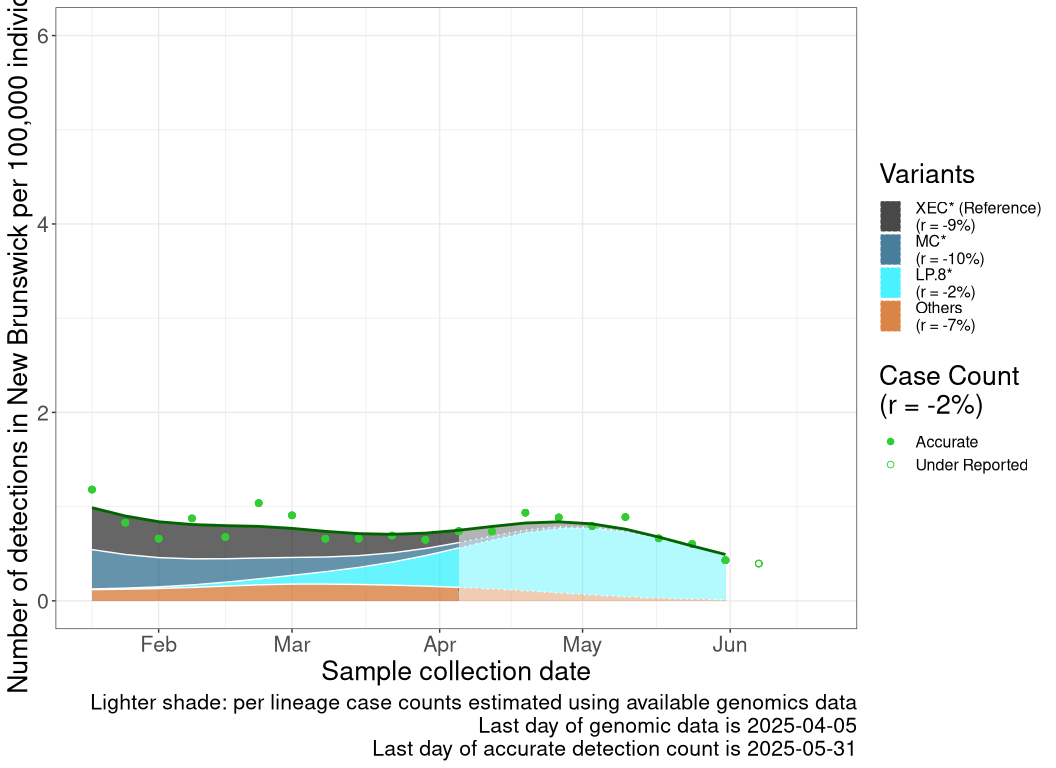 Number of detections in New Brunswick per 100,000
6
4
2
0
Feb
Mar
Apr
May
Jun
Sample collection date
Lighter shade: per lineage case counts estimated using available genomics data
Last day of genomic data is 2025-04-05
Last day of accurate detection count is 2025-05-31
Variants
XEC* (Reference)
(r = -9%)
MC*
(r = -10%)
LP.8*
(r = -2%)
Others
(r = -7%)
Case Count
(r = -2%)
Accurate
Under Reported